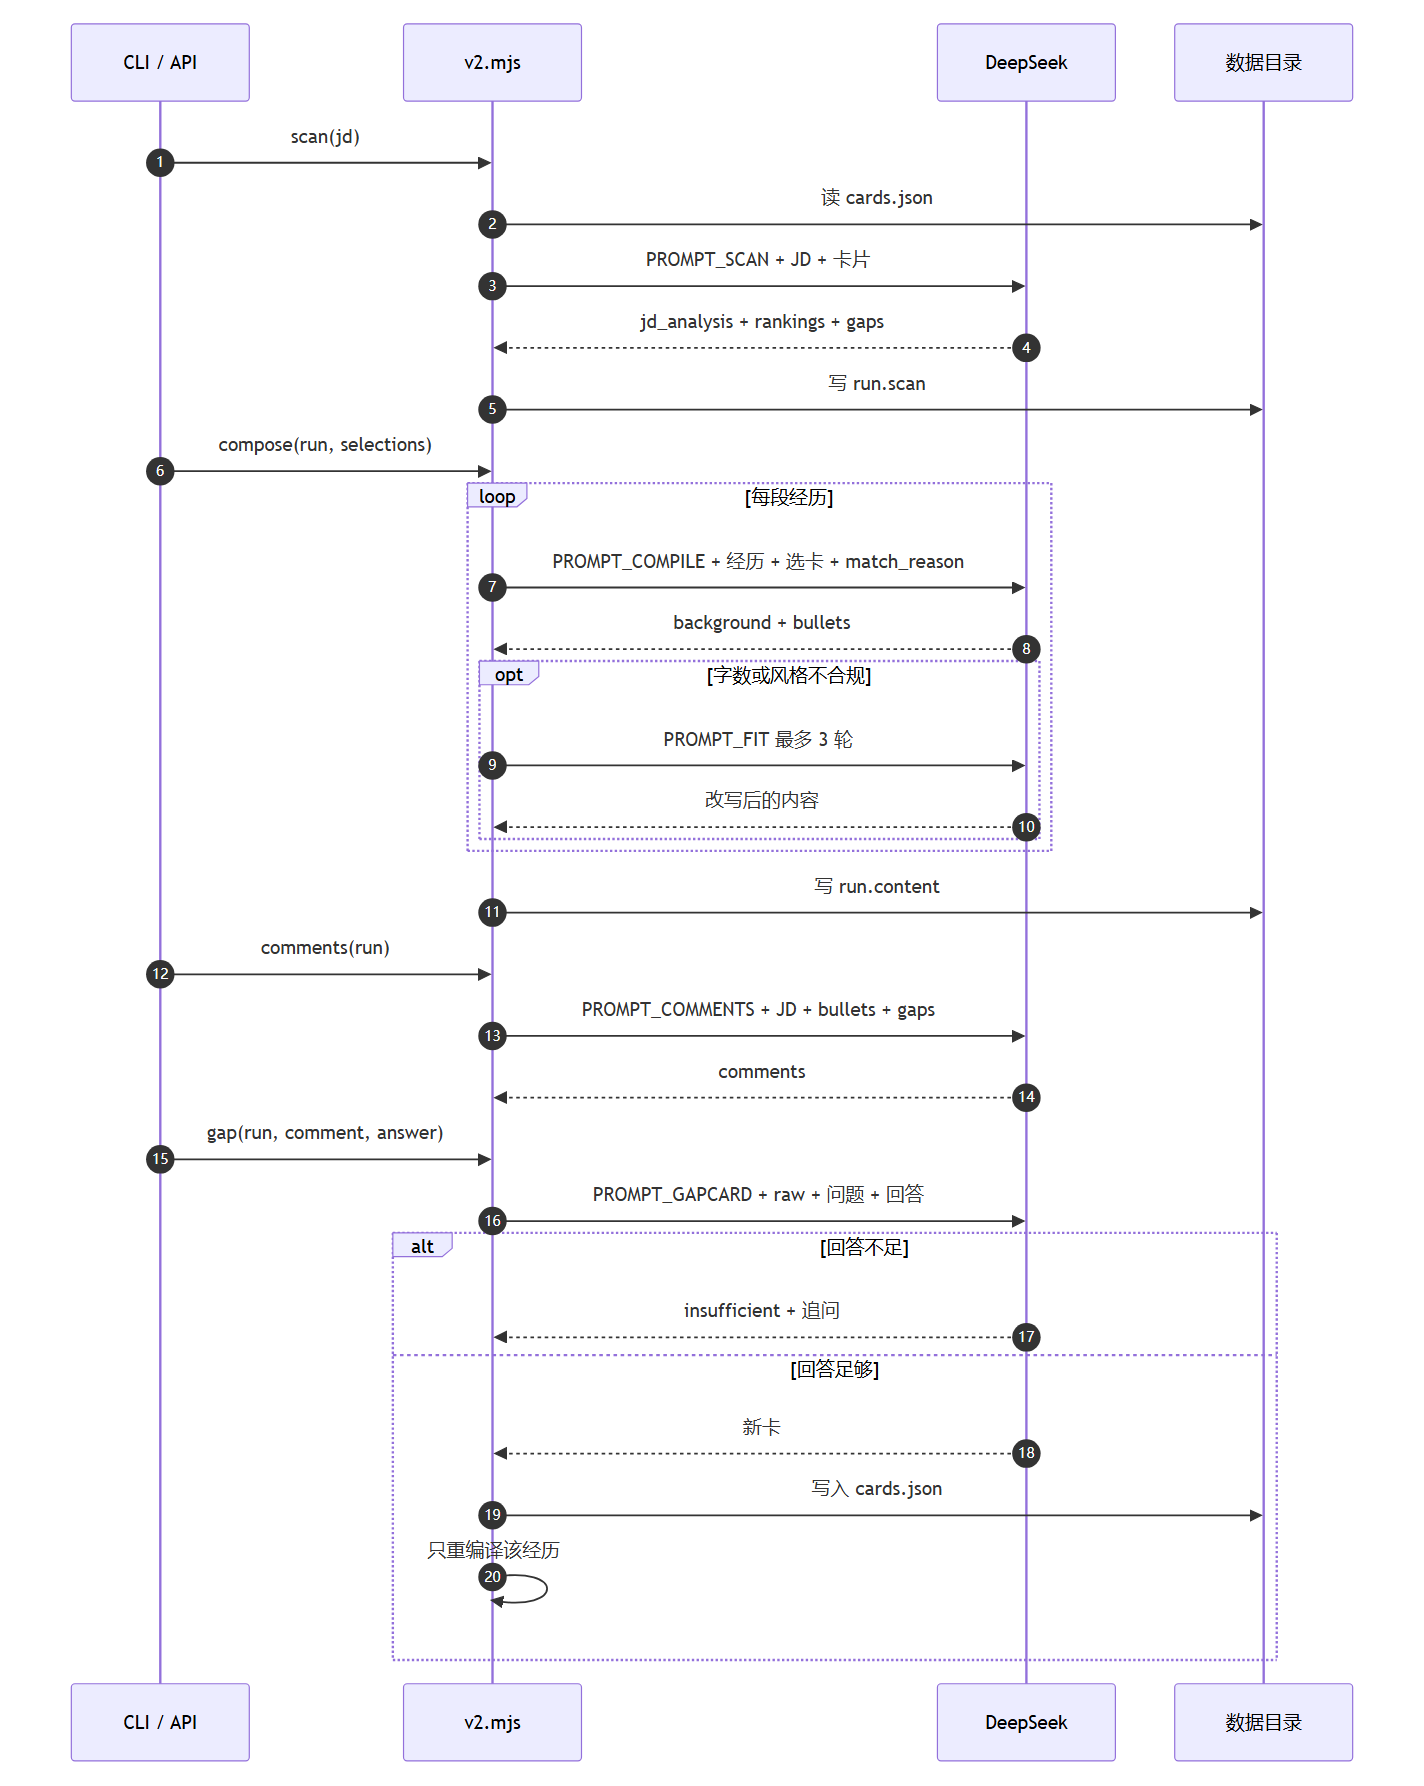 CLI / API
v2.mjs
DeepSeek
数据目录
scan(jd)
1
读 cards.json
2
PROMPT_SCAN + JD + 卡片
3
jd_analysis + rankings + gaps
4
写 run.scan
5
compose(run, selections)
6
loop
[每段经历]
PROMPT_COMPILE + 经历 + 选卡 + match_reason
7
background + bullets
8
opt
[字数或风格不合规]
PROMPT_FIT 最多 3 轮
9
改写后的内容
10
写 run.content
11
comments(run)
12
PROMPT_COMMENTS + JD + bullets + gaps
13
comments
14
gap(run, comment, answer)
15
PROMPT_GAPCARD + raw + 问题 + 回答
16
alt
[回答不足]
insufficient + 追问
17
[回答足够]
新卡
18
写入 cards.json
19
只重编译该经历
20
CLI / API
v2.mjs
DeepSeek
数据目录